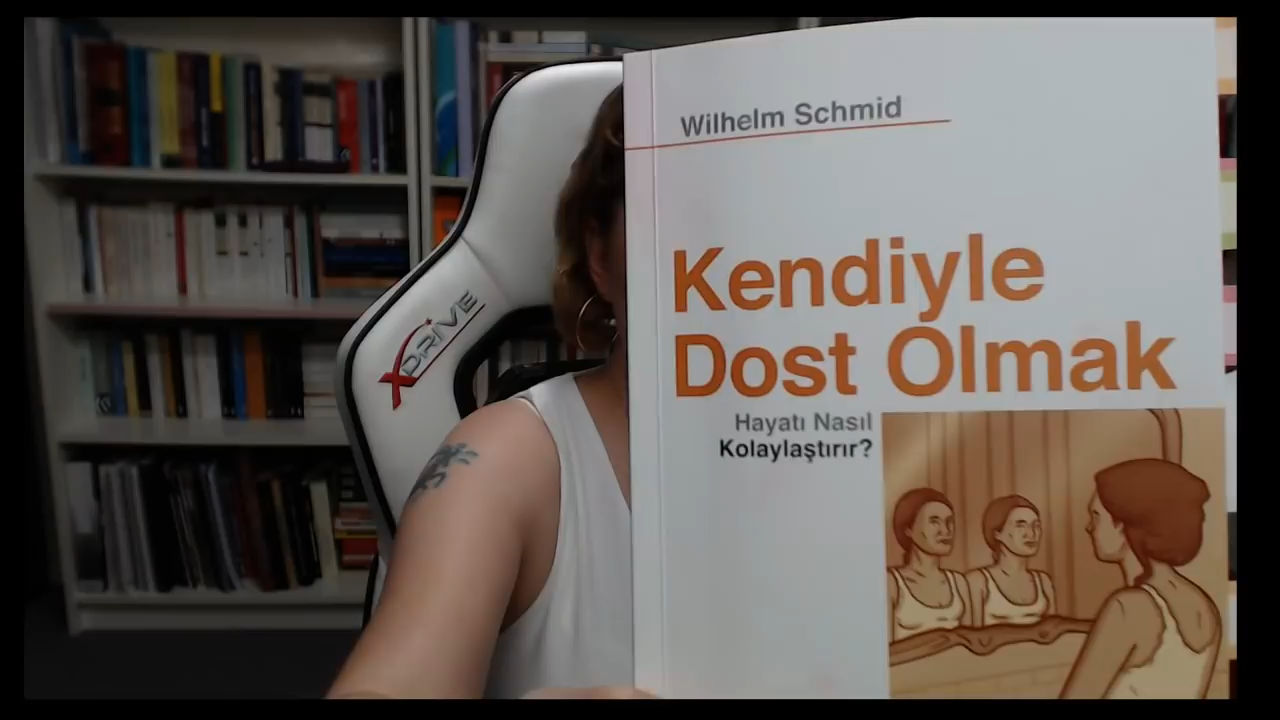 XDRIVE
Wilhelm Schmid
Kendiyle
Dost Olmak
Hayatı Nasıl
Kolaylaştırır?